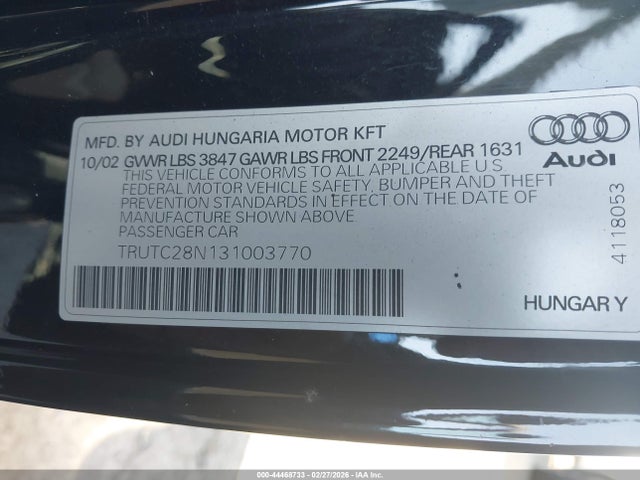 MFD. BY AUDI HUNGARIA MOTOR KFT
10/02 GVWR LBS 3847 GAWR LBS FRONT 2249/REAR 1631
THIS VEHICLE CONFORMS TO ALL APPLICABLE U S
FEDERAL MOTOR VEHICLE SAFETY, BUMPER AND THEFT
PREVENTION STANDARDS IN EFFECT ON THE DATE OF
MANUFACTURE SHOWN ABOVE
PASSENGER CAR
TRUTC28N131003770
Audi
4118053
HUNGARY
000-44468733 - 02/27/2026 - Copart, Inc.